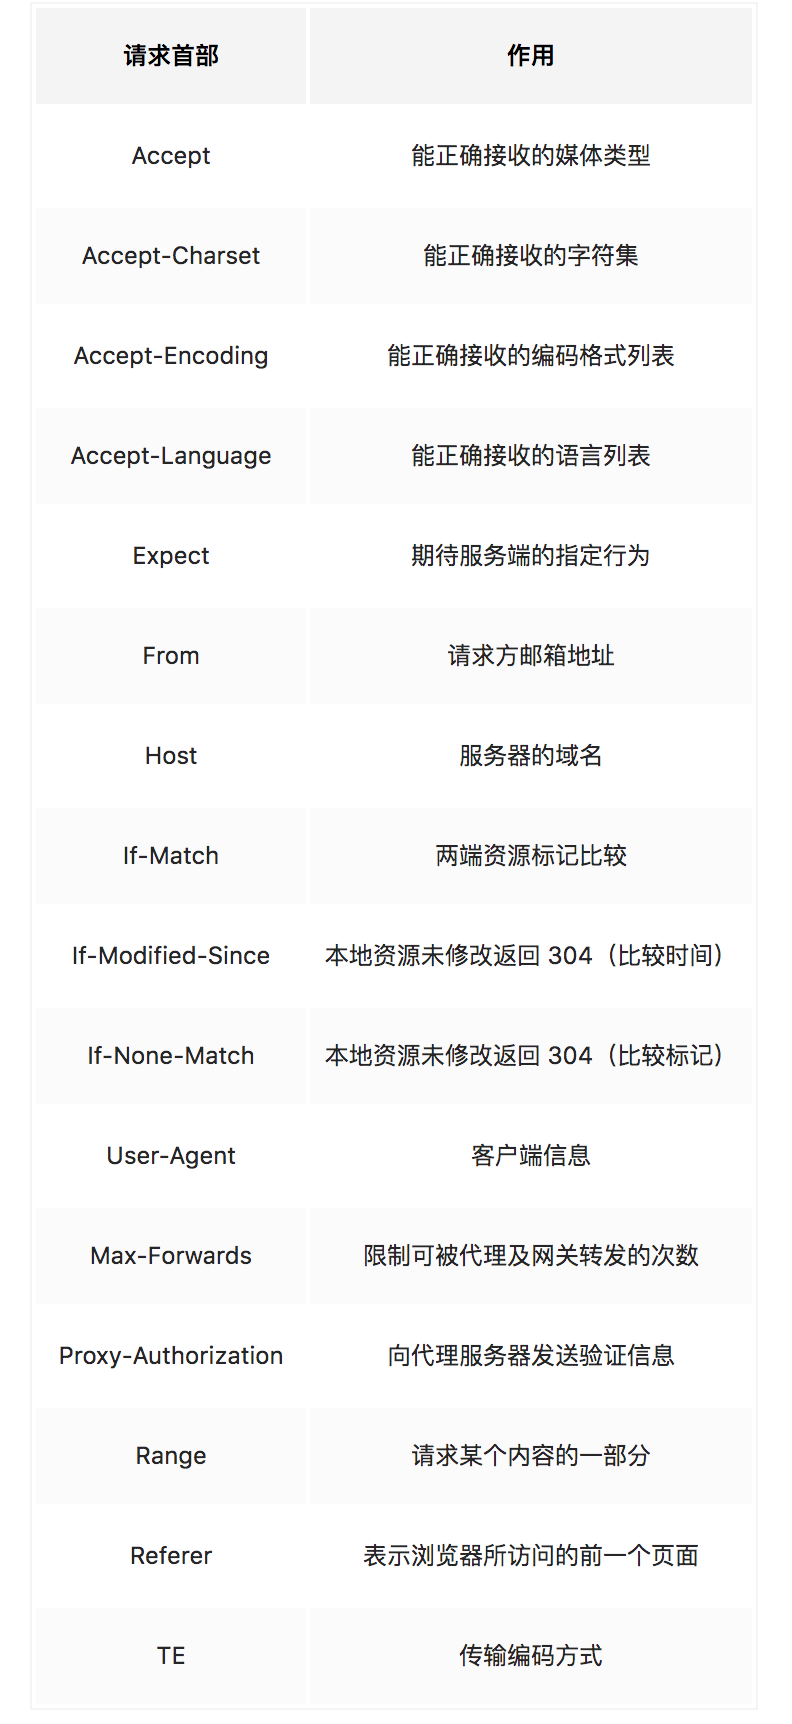 请求首部 作用
Accept 能正确接收的媒体类型
Accept-Charset 能正确接收的字符集
Accept-Encoding 能正确接收的编码格式列表
Accept-Language 能正确接收的语言列表
Expect 期待服务端的指定行为
From 请求方邮箱地址
Host 服务器的域名
If-Match 两端资源标记比较
If-Modified-Since 本地资源未修改返回 304（比较时间）
If-None-Match 本地资源未修改返回 304（比较标记）
User-Agent 客户端信息
Max-Forwards 限制可被代理及网关转发的次数
Proxy-Authorization 向代理服务器发送验证信息
Range 请求某个内容的一部分
Referer 表示浏览器所访问的前一个页面
TE 传输编码方式